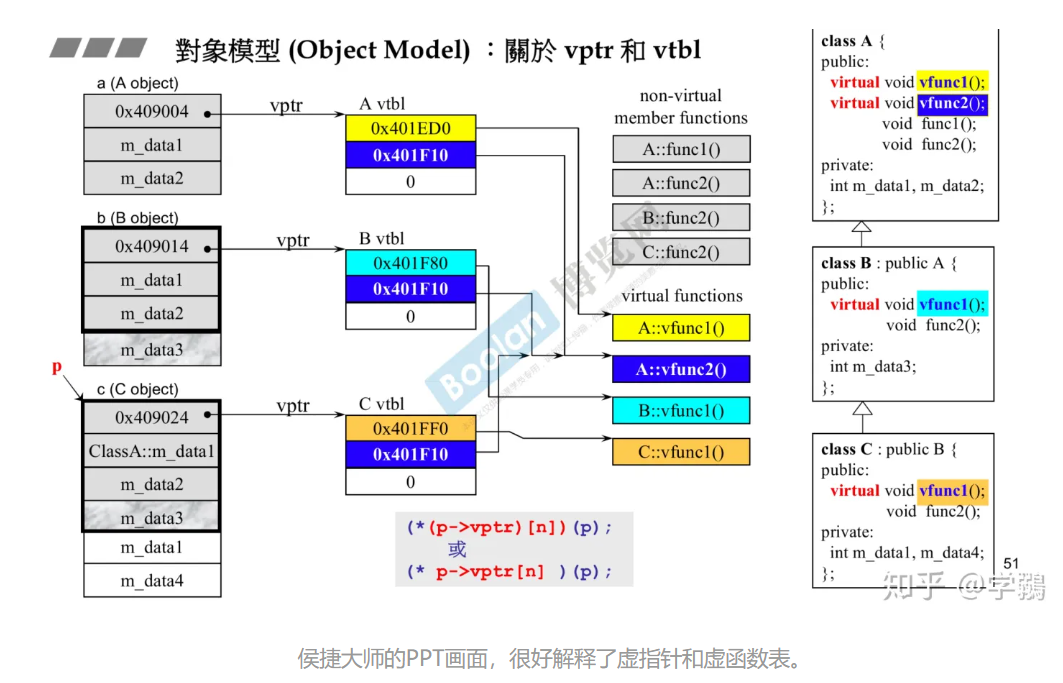 對象模型 (Object Model) ：關於 vptr 和 vtbl
a (A object)
0x409004
m_data1
m_data2
vptr
A vtbl
0x401ED0
0x401F10
0
b (B object)
0x409014
m_data1
m_data2
m_data3
vptr
B vtbl
0x401F80
0x401F10
0
p
c (C object)
0x409024
ClassA::m_data1
m_data2
m_data3
m_data1
m_data4
vptr
C vtbl
0x401FF0
0x401F10
0
(*(p->vptr)[n])(p);
或
(* p->vptr[n] )(p);
non-virtual
member functions
A::func1()
A::func2()
B::func2()
C::func2()
virtual functions
A::vfunc1()
A::vfunc2()
B::vfunc1()
C::vfunc1()
class A {
public:
virtual void vfunc1();
virtual void vfunc2();
void func1();
void func2();
private:
int m_data1, m_data2;
};
class B : public A {
public:
virtual void vfunc1();
void func2();
private:
int m_data3;
};
class C : public B {
public:
virtual void vfunc1();
void func2();
private:
int m_data1, m_data4;
};
51
Boolan
博览网
知乎 @学鶸
侯捷大师的PPT画面，很好解释了虚指针和虚函数表。